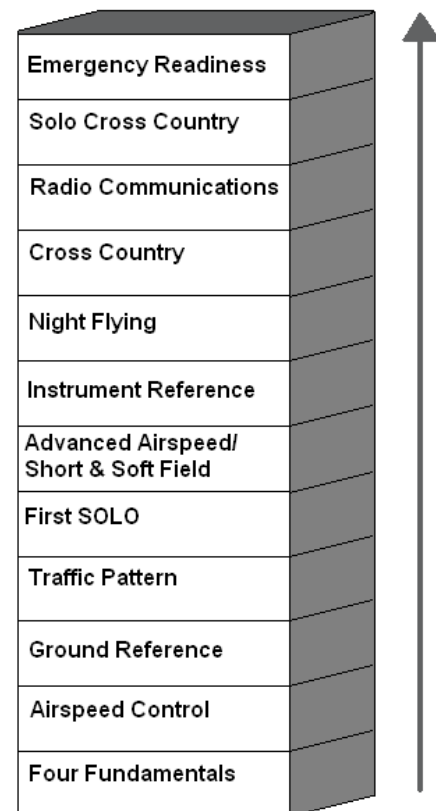 Emergency Readiness
Solo Cross Country
Radio Communications
Cross Country
Night Flying
Instrument Reference
Advanced Airspeed/
Short & Soft Field
First SOLO
Traffic Pattern
Ground Reference
Airspeed Control
Four Fundamentals